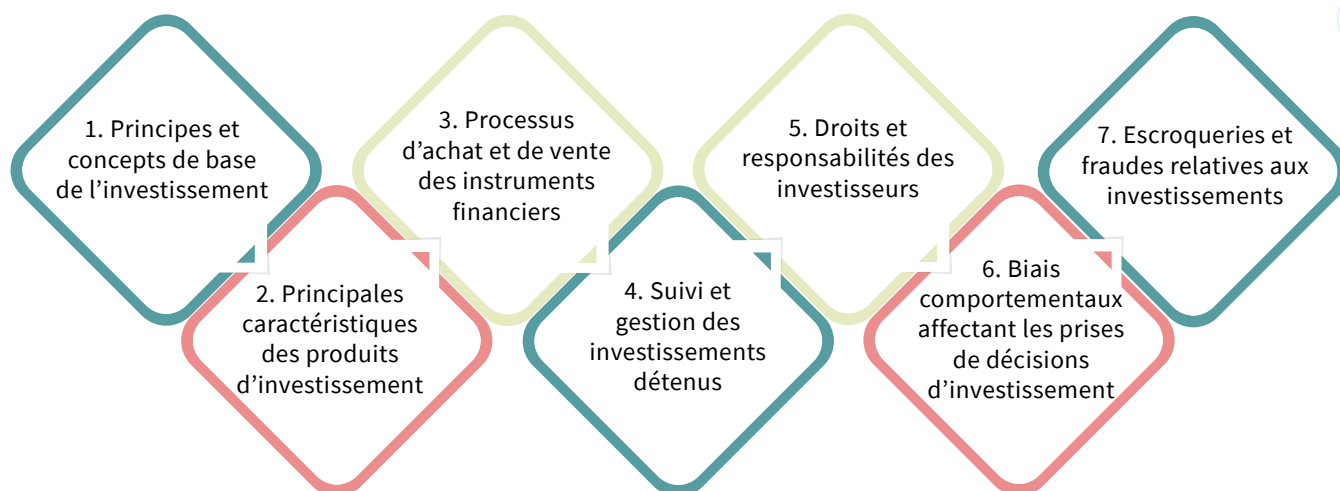 1. Principes et
concepts de base
de l’investissement
2. Principales
caractéristiques
des produits
d’investissement
3. Processus
d’achat et de vente
des instruments
financiers
4. Suivi et
gestion des
investissements
détenus
5. Droits et
responsabilités des
investisseurs
6. Biais
comportementaux
affectant les prises
de décisions
d’investissement
7. Escroqueries et
fraudes relatives aux
investissements